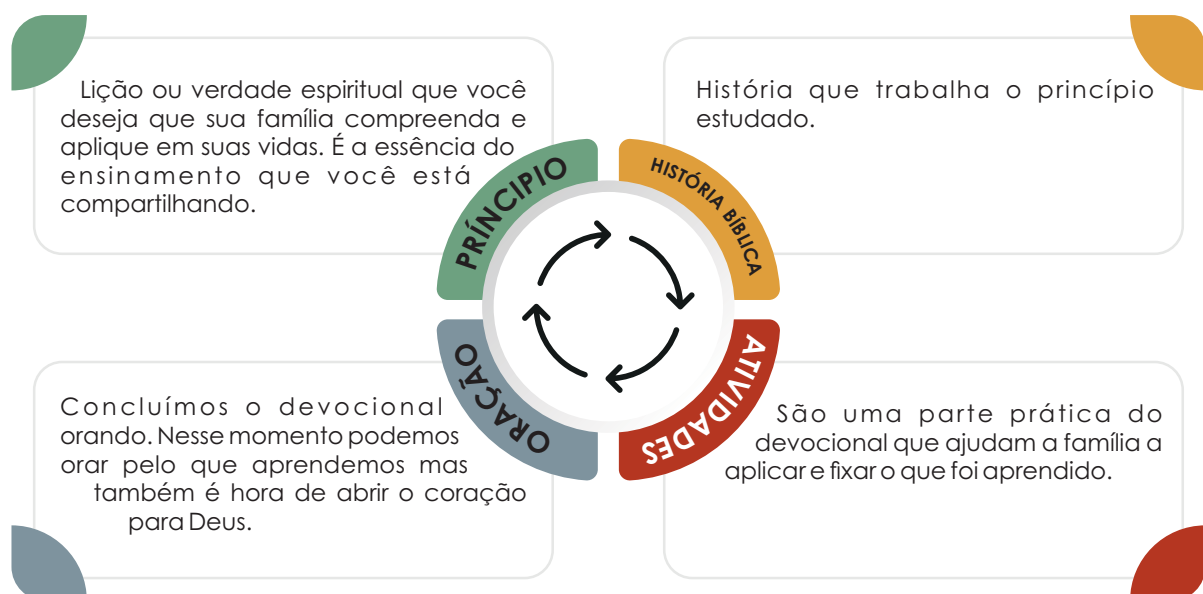 Lição ou verdade espiritual que você
deseja que sua família compreenda e
aplique em suas vidas. É a essência do
ensinamento que você está
compartilhando.
PRÍNCIPIO
História que trabalha o princípio
estudado.
HISTÓRIA BÍBLICA
Concluímos o devocional
orando. Nesse momento podemos
orar pelo que aprendemos mas
também é hora de abrir o coração
para Deus.
ORAÇÃO
São uma parte prática do
devocional que ajudam a família a
aplicar e fixar o que foi aprendido.
ATIVIDADES